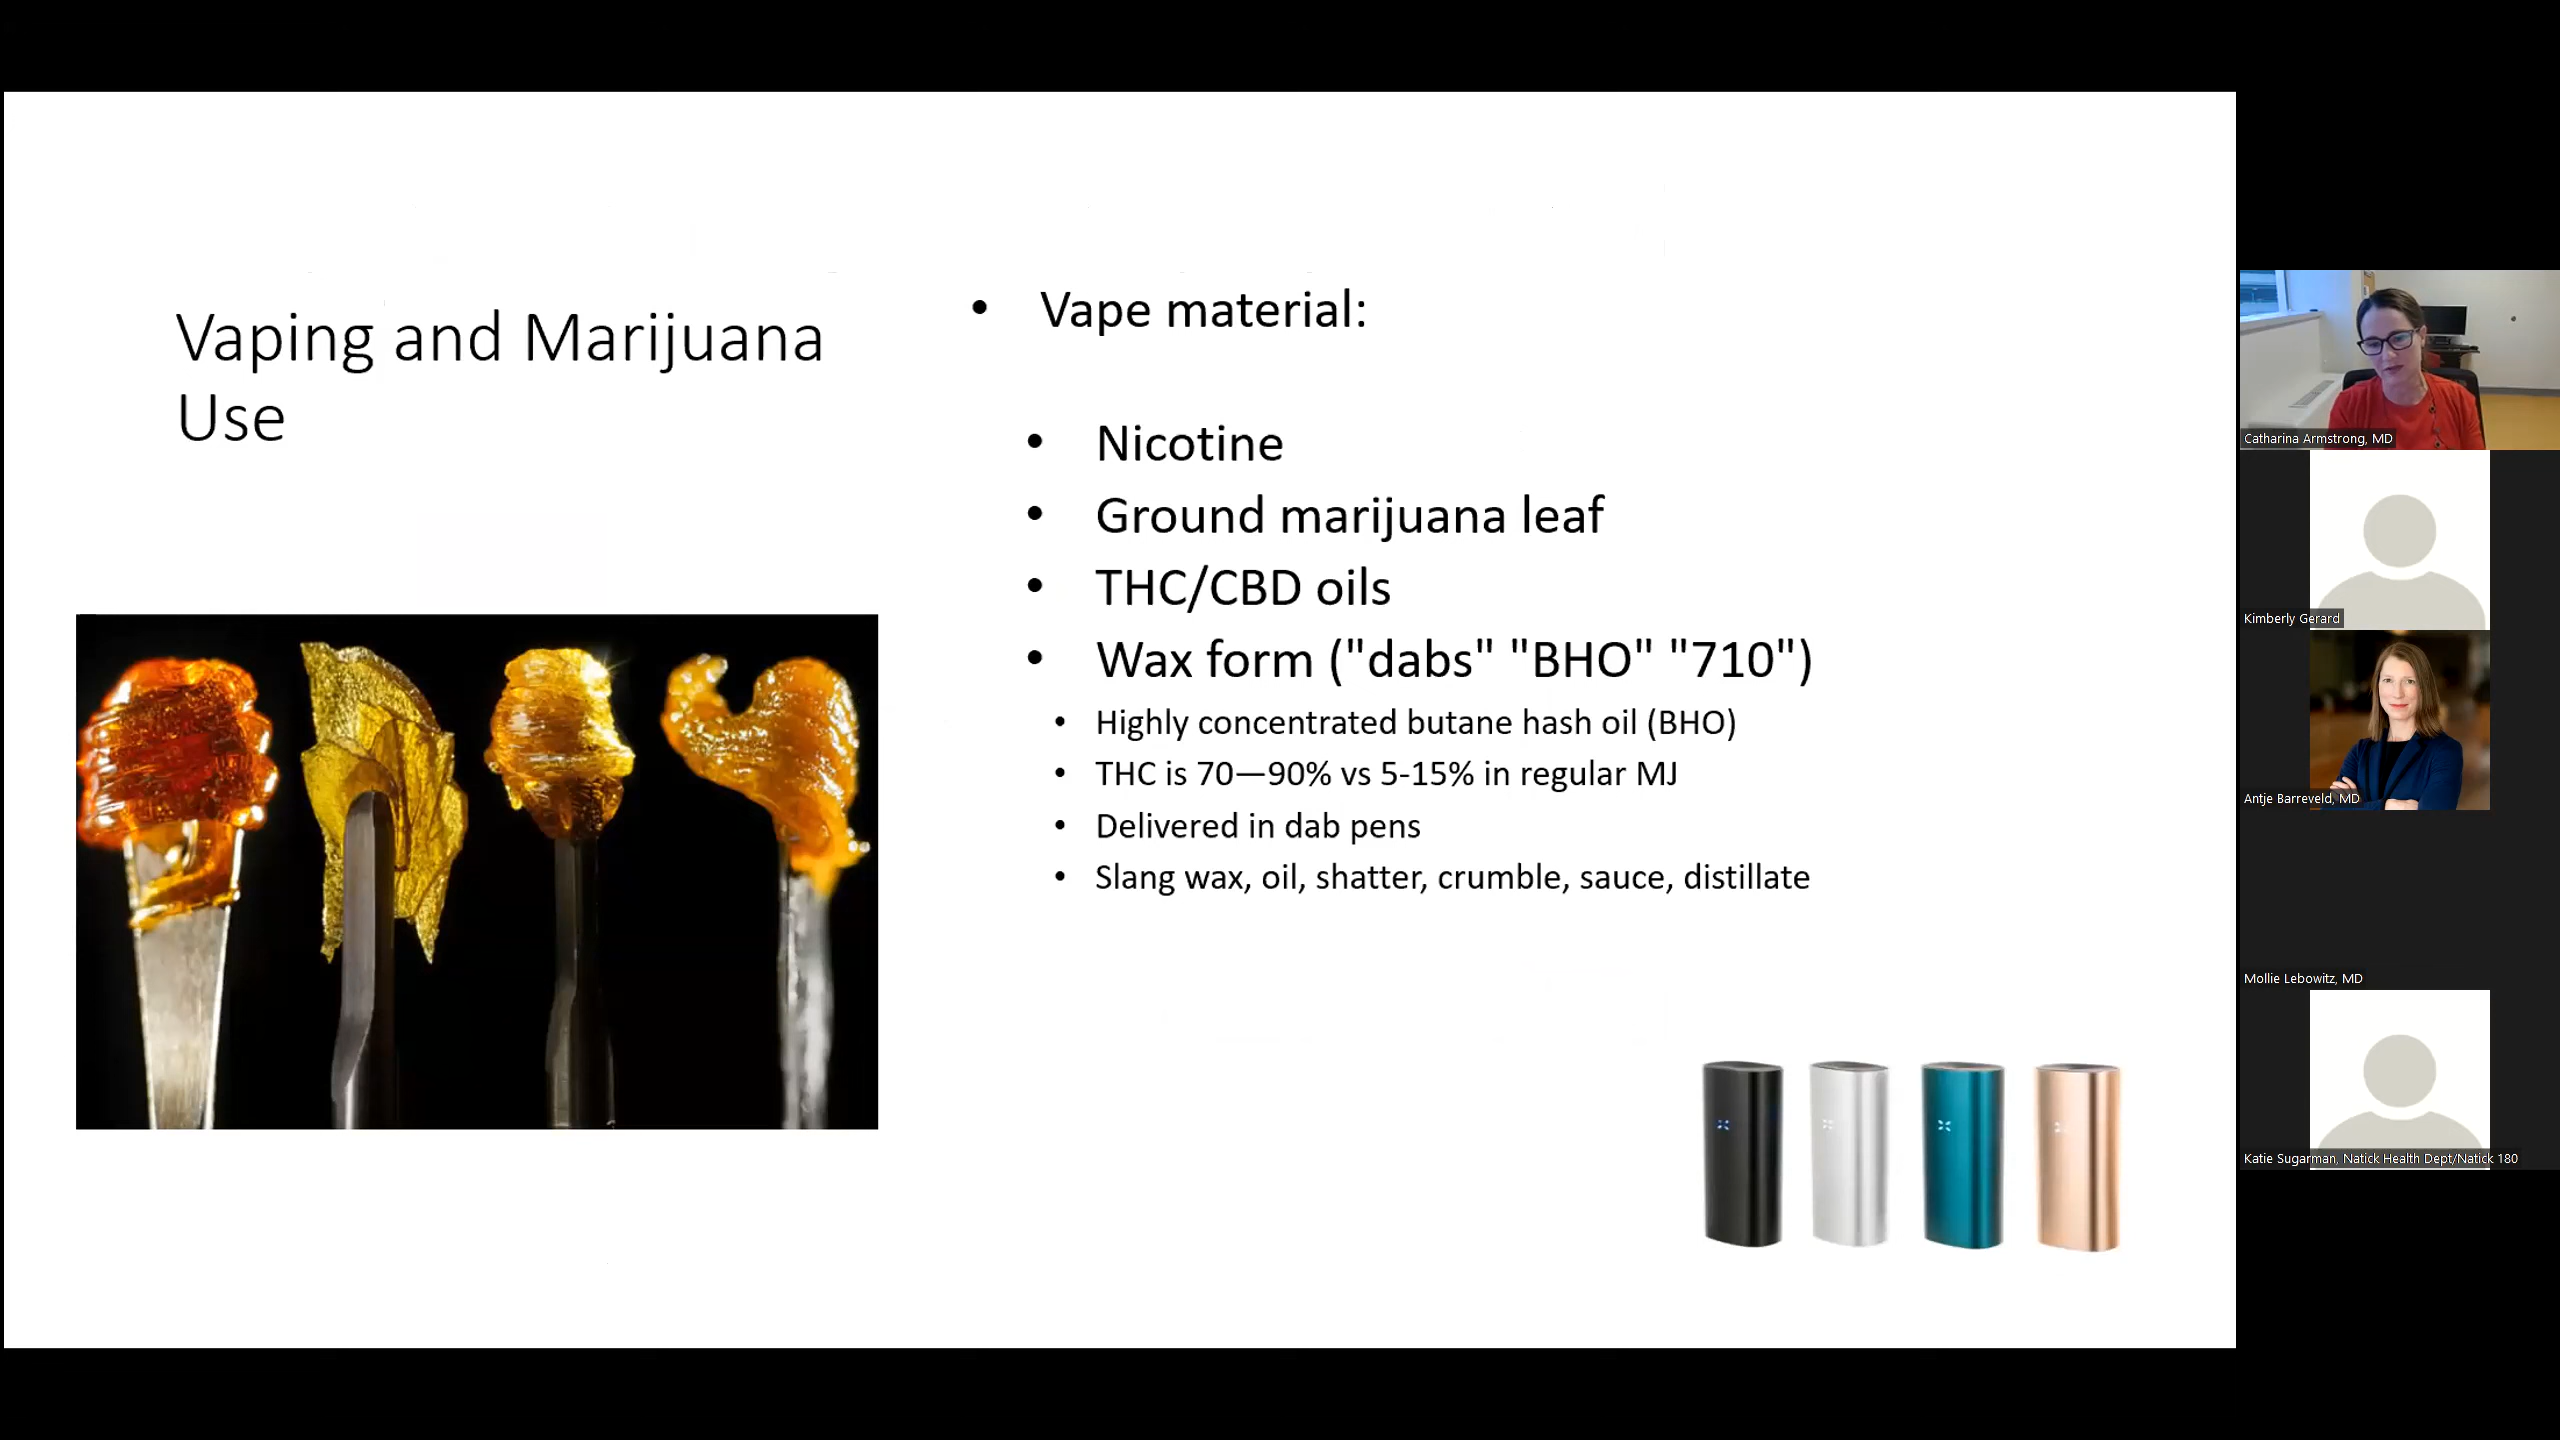 Vaping and Marijuana
Use
• Vape material:
• Nicotine
• Ground marijuana leaf
• THC/CBD oils
• Wax form ("dabs" "BHO" "710")
• Highly concentrated butane hash oil (BHO)
• THC is 70—90% vs 5-15% in regular MJ
• Delivered in dab pens
• Slang wax, oil, shatter, crumble, sauce, distillate
Catharina Armstrong, MD
Kimberly Gerard
Antje Barreveld, MD
Mollie Lebowitz, MD
Katie Sugarman, Natick Health Dept/Natick 180